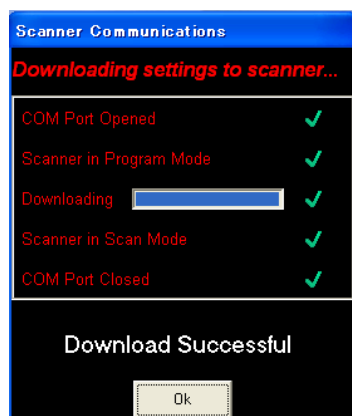 Scanner Communications
Downloading settings to scanner...
COM Port Opened
Scanner in Program Mode
Downloading
Scanner in Scan Mode
COM Port Closed
Download Successful
Ok